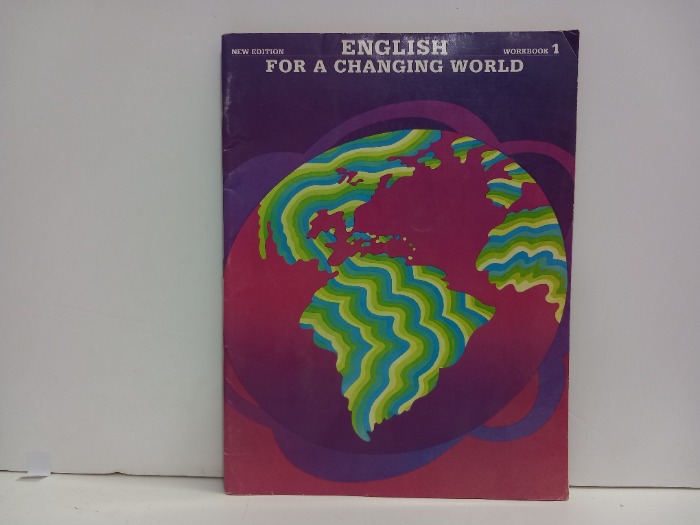 NEW EDITION
ENGLISH
WORKBOOK 1
FOR A CHANGING WORLD